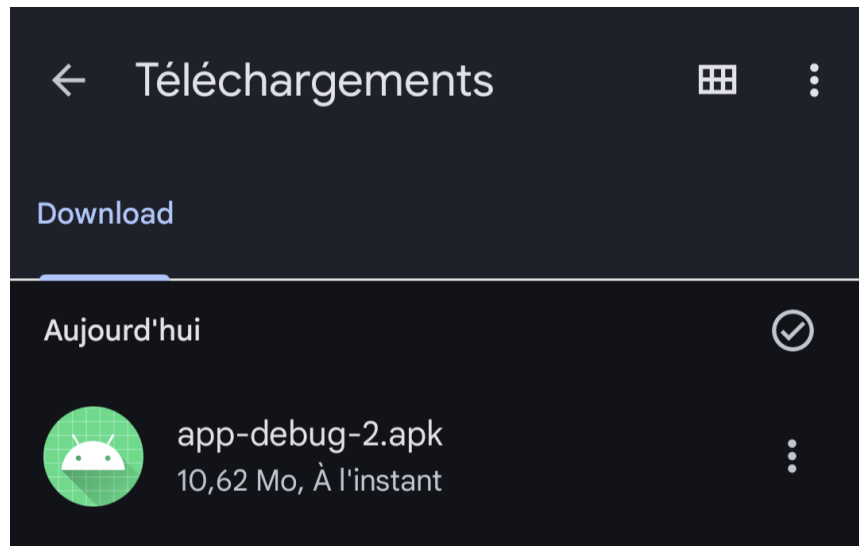 Téléchargements
Download
Aujourd'hui
app-debug-2.apk
10,62 Mo, À l'instant